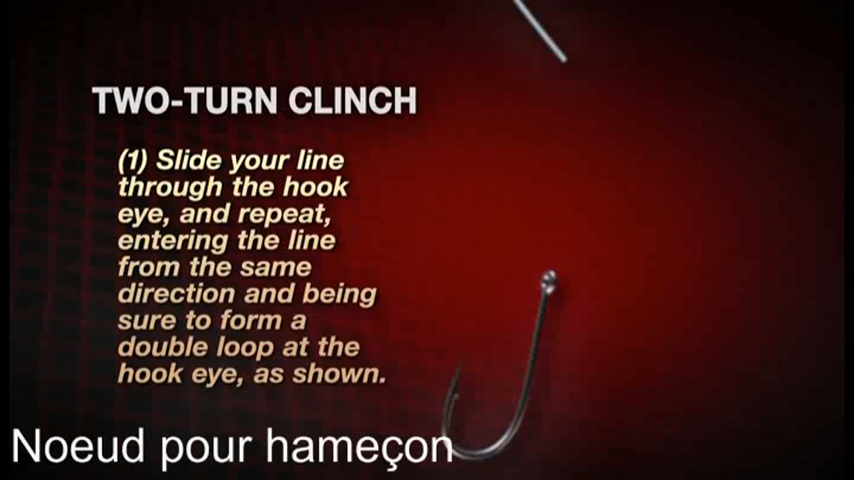 TWO-TURN CLINCH
(1) Slide your line
through the hook
eye, and repeat,
entering the line
from the same
direction and being
sure to form a
double loop at the
hook eye, as shown.
Noeud pour hameçon